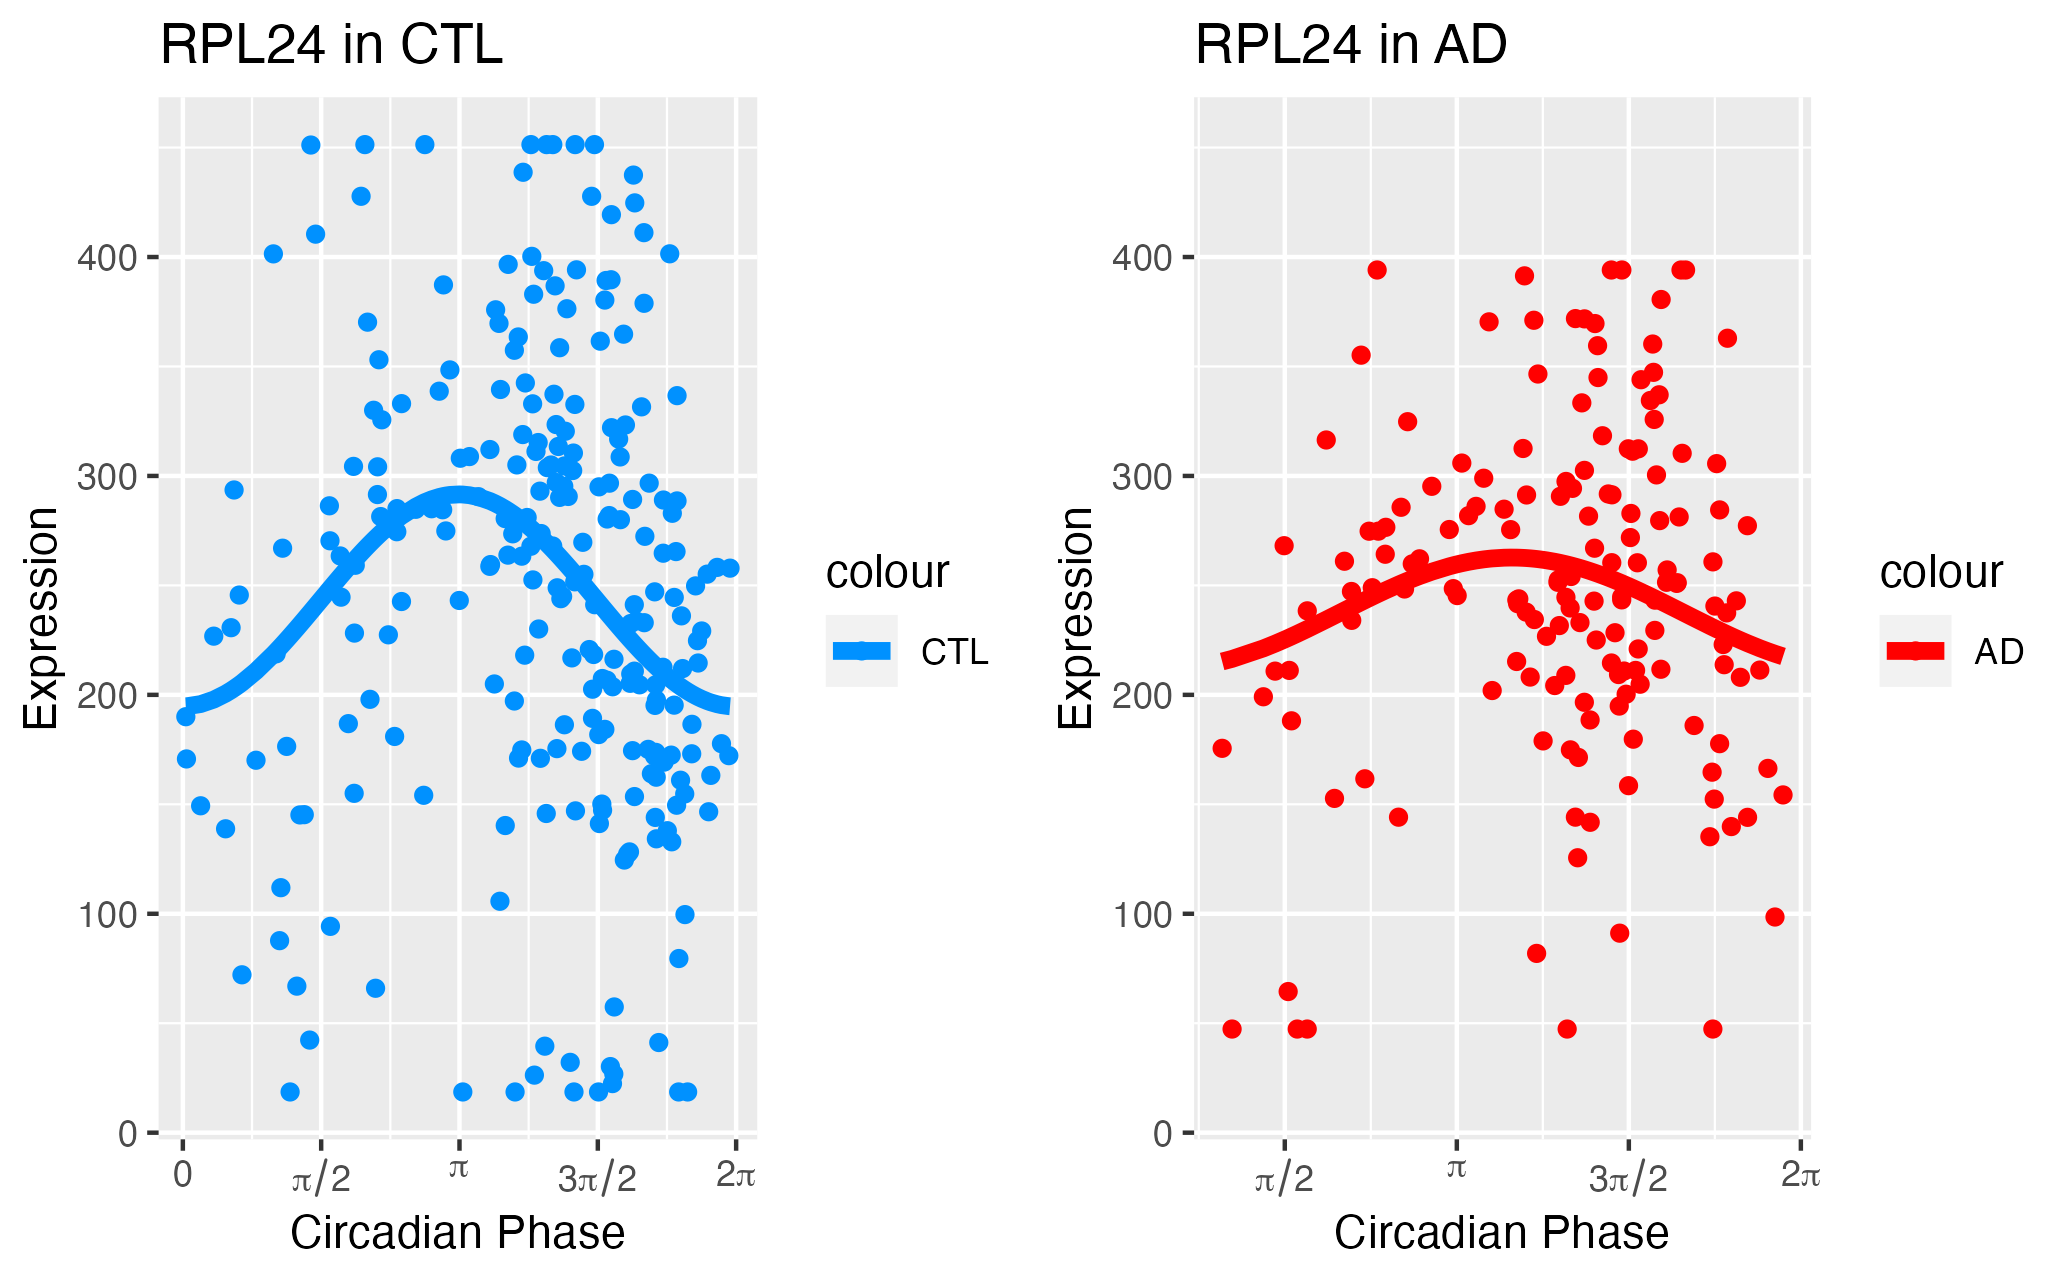 RPL24 in CTL
Expression
400
300
200
100
0
0
π/2
π
3π/2
2π
Circadian Phase
colour
CTL
RPL24 in AD
Expression
400
300
200
100
0
π/2
π
3π/2
2π
Circadian Phase
colour
AD